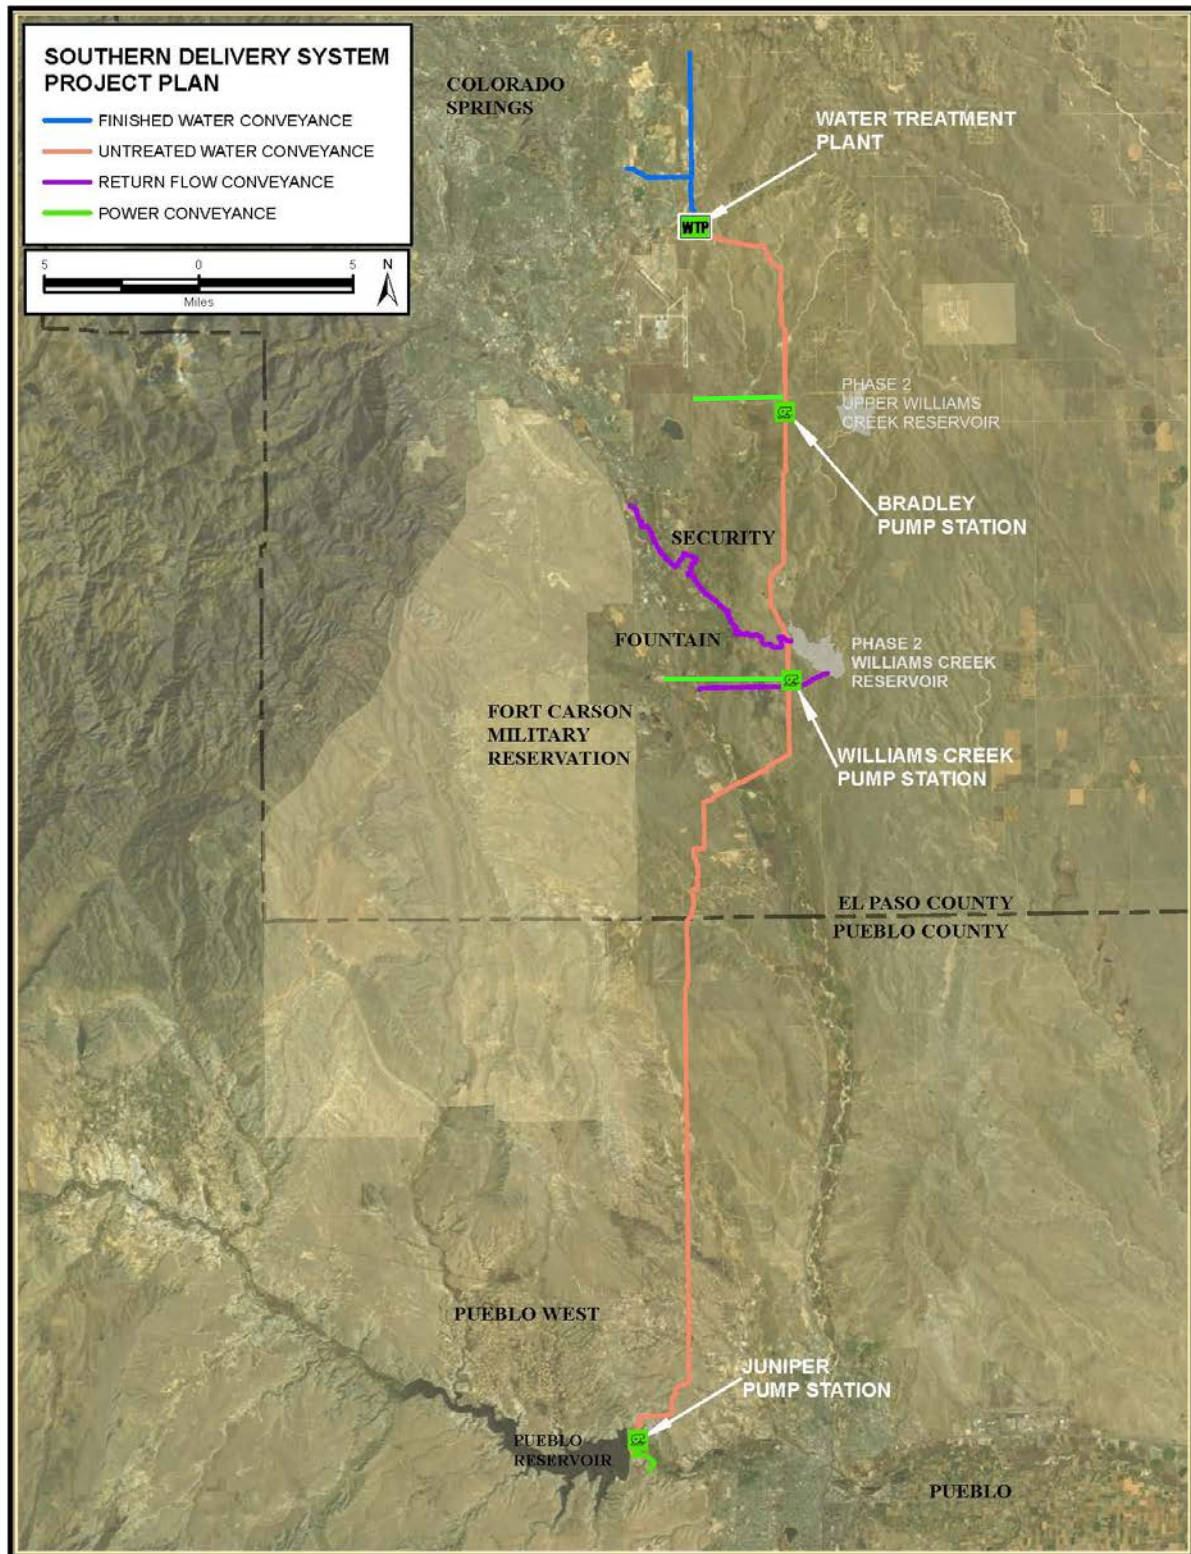 SOUTHERN DELIVERY SYSTEM
PROJECT PLAN
FINISHED WATER CONVEYANCE
UNTREATED WATER CONVEYANCE
RETURN FLOW CONVEYANCE
POWER CONVEYANCE
5 0 5
Miles
N
COLORADO
SPRINGS
WATER TREATMENT
PLANT
WTP
PHASE 2
UPPER WILLIAMS
CREEK RESERVOIR
BRADLEY
PUMP STATION
SECURITY
FOUNTAIN
PHASE 2
WILLIAMS CREEK
RESERVOIR
FORT CARSON
MILITARY
RESERVATION
WILLIAMS CREEK
PUMP STATION
EL PASO COUNTY
PUEBLO COUNTY
PUEBLO WEST
JUNIPER
PUMP STATION
PUEBLO
RESERVOIR
PUEBLO